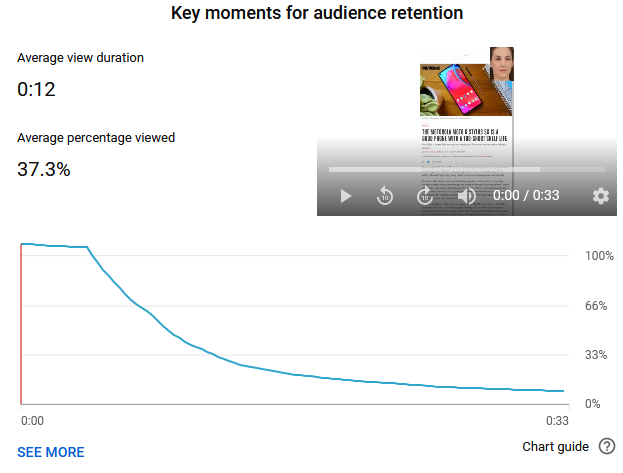 Key moments for audience retention
Average view duration
0:12
Average percentage viewed
37.3%
THE MOTOROLA MOTO G STYLUS 5G IS A
GOOD PHONE WITH A TOO-SHORT SHELF LIFE
10
10
0:00 / 0:33
100%
66%
33%
0%
0:00
0:33
SEE MORE
Chart guide
?